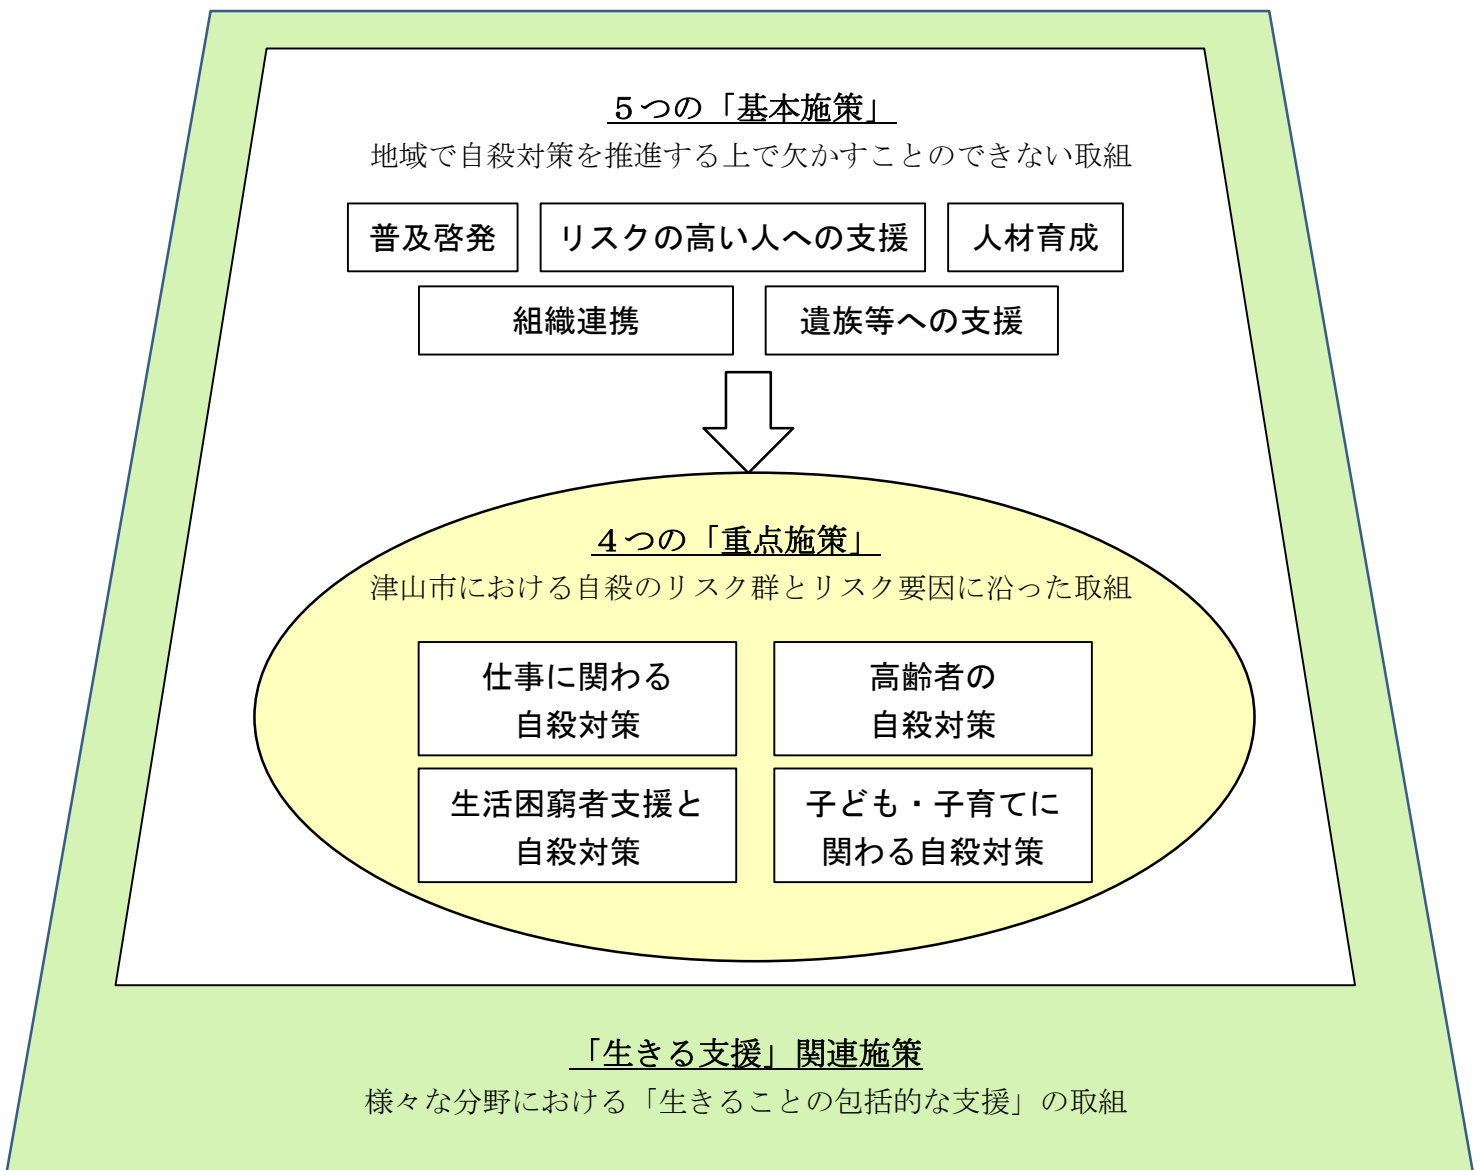 ５つの「基本施策」
地域で自殺対策を推進する上で欠かすことのできない取組
普及啓発
リスクの高い人への支援
人材育成
組織連携
遺族等への支援
４つの「重点施策」
津山市における自殺のリスク群とリスク要因に沿った取組
仕事に関わる
自殺対策
高齢者の
自殺対策
生活困窮者支援と
自殺対策
子ども・子育てに
関わる自殺対策
「生きる支援」関連施策
様々な分野における「生きることの包括的な支援」の取組